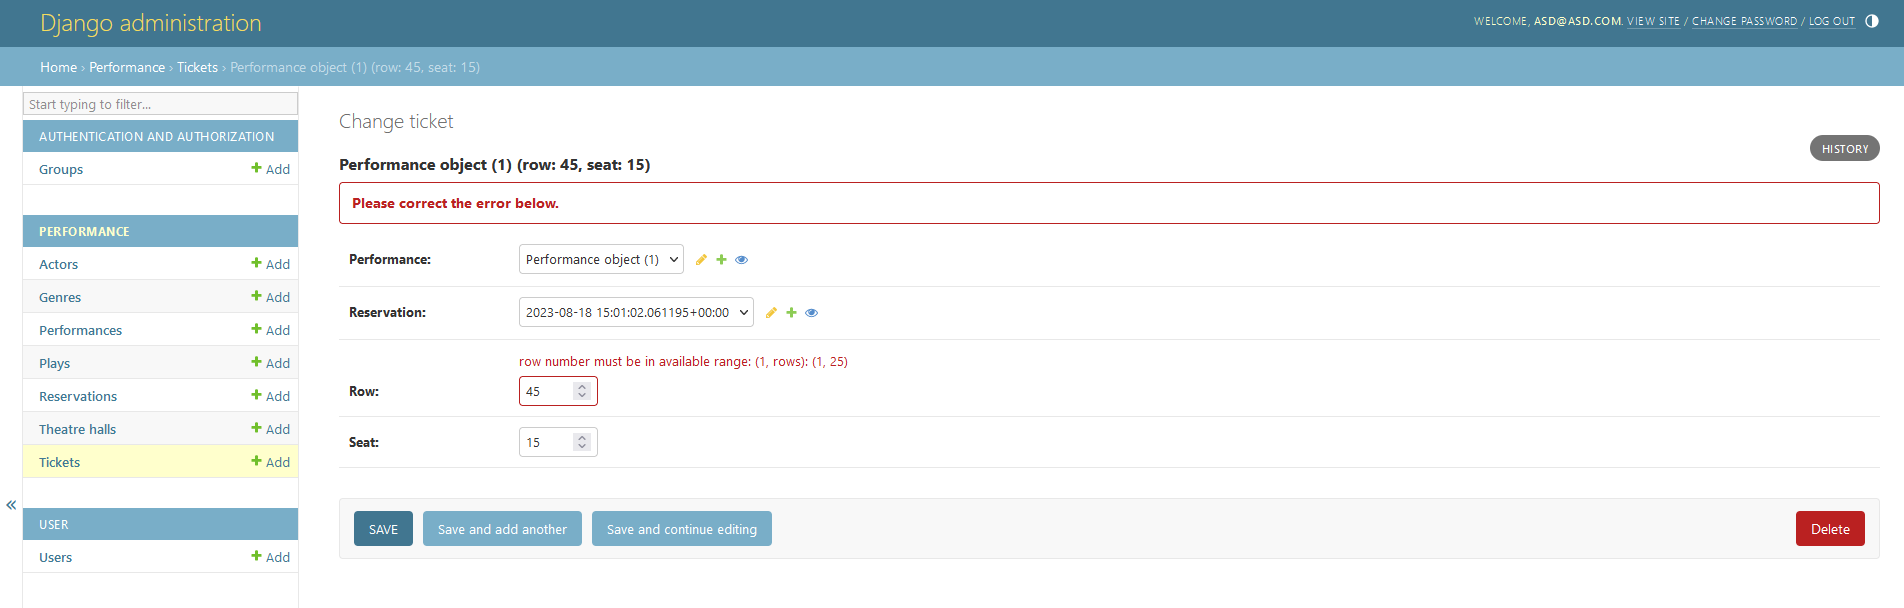 Django administration
WELCOME, ASD@ASD.COM. VIEW SITE / CHANGE PASSWORD / LOG OUT
Home › Performance › Tickets › Performance object (1) (row: 45, seat: 15)
Start typing to filter...
AUTHENTICATION AND AUTHORIZATION
Groups Add
PERFORMANCE
Actors Add
Genres Add
Performances Add
Plays Add
Reservations Add
Theatre halls Add
Tickets Add
«
USER
Users Add
Change ticket
HISTORY
Performance object (1) (row: 45, seat: 15)
Please correct the error below.
Performance: Performance object (1)
Reservation: 2023-08-18 15:01:02.061195+00:00
row number must be in available range: (1, rows): (1, 25)
Row: 45
Seat: 15
SAVE Save and add another Save and continue editing Delete